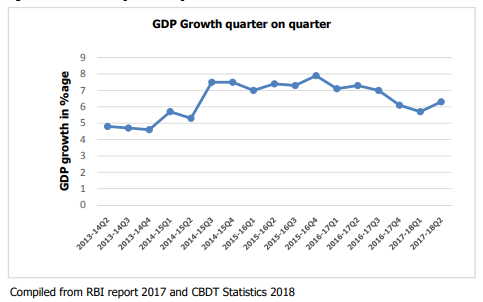 GDP Growth quarter on quarter
GDP growth in %age
9
8
7
6
5
4
3
2
1
0
2013-14Q2
2013-14Q3
2013-14Q4
2014-15Q1
2014-15Q2
2014-15Q3
2014-15Q4
2015-16Q1
2015-16Q2
2015-16Q3
2015-16Q4
2016-17Q1
2016-17Q2
2016-17Q3
2016-17Q4
2017-18Q1
2017-18Q2
Compiled from RBI report 2017 and CBDT Statistics 2018